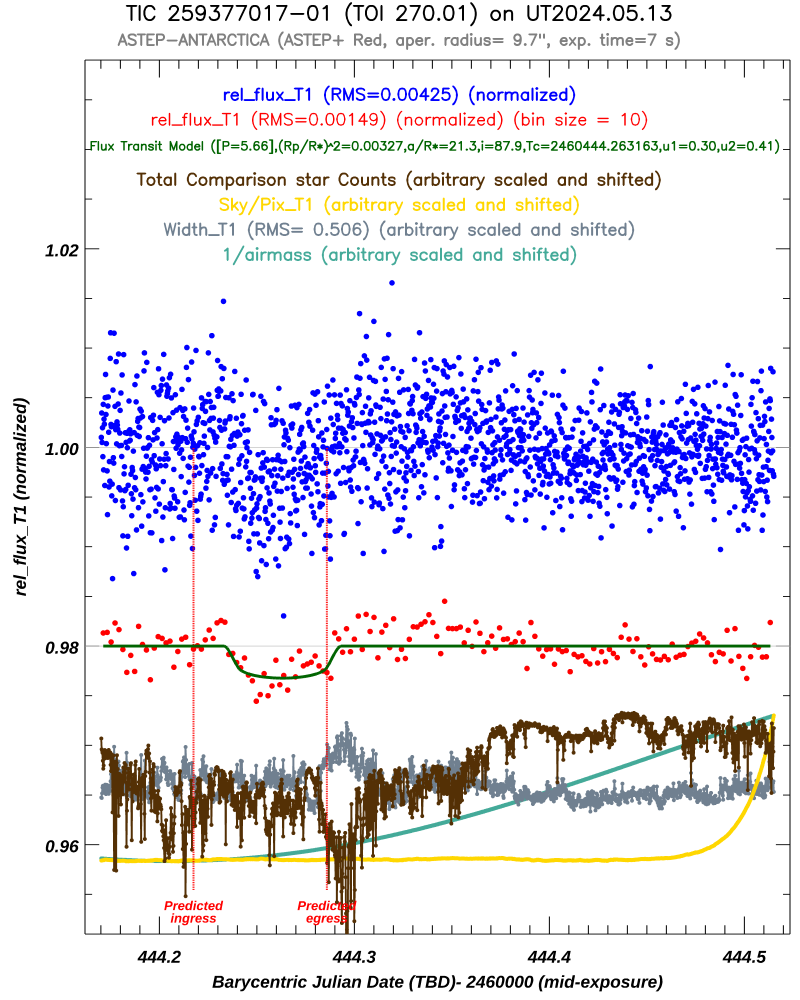 TIC 259377017−01 (TOI 270.01) on UT2024.05.13
ASTEP−ANTARCTICA (ASTEP+ Red, aper. radius= 9.7", exp. time=7 s)
rel_flux_T1 (RMS=0.00425) (normalized)
rel_flux_T1 (RMS=0.00149) (normalized) (bin size = 10)
Flux Transit Model ([P=5.66],(Rp/R*)^2=0.00327,a/R*=21.3,i=87.9,Tc=2460444.263163,u1=0.30,u2=0.41)
Total Comparison star Counts (arbitrary scaled and shifted)
Sky/Pix_T1 (arbitrary scaled and shifted)
Width_T1 (RMS= 0.506) (arbitrary scaled and shifted)
1/airmass (arbitrary scaled and shifted)
1.02
1.00
0.98
0.96
rel_flux_T1 (normalized)
Predicted
ingress
Predicted
egress
444.2
444.3
444.4
444.5
Barycentric Julian Date (TBD)- 2460000 (mid-exposure)